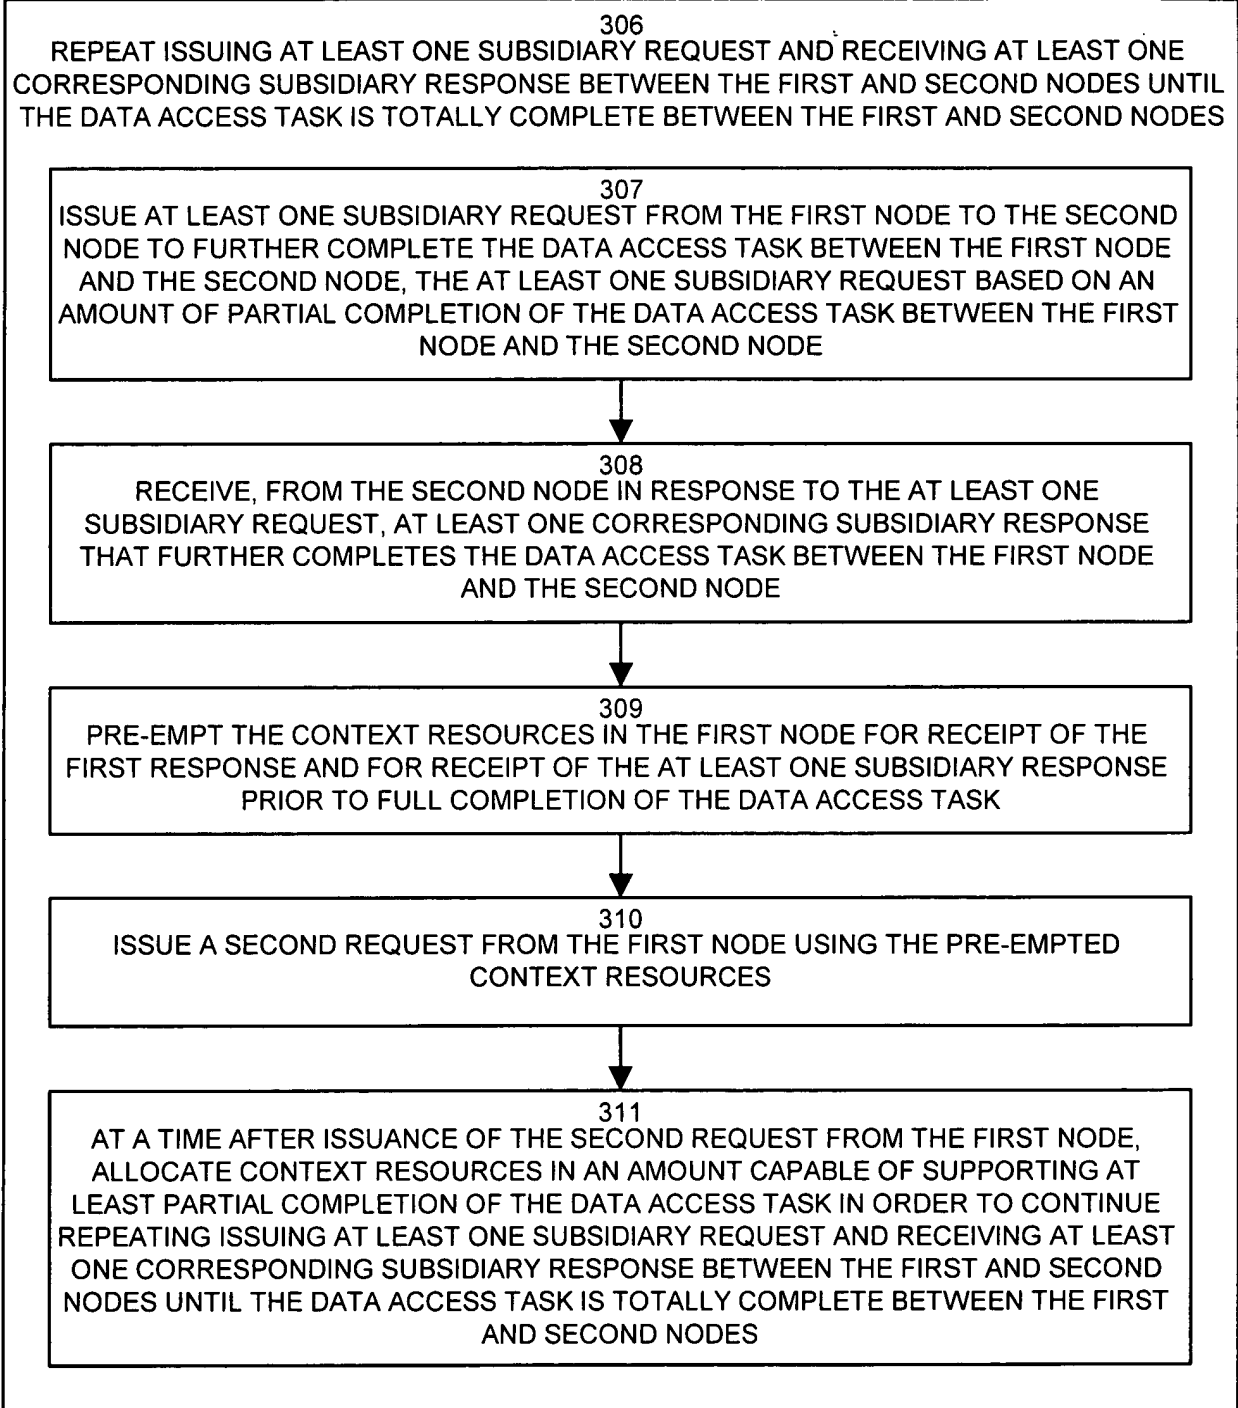 306
REPEAT ISSUING AT LEAST ONE SUBSIDIARY REQUEST AND RECEIVING AT LEAST ONE
CORRESPONDING SUBSIDIARY RESPONSE BETWEEN THE FIRST AND SECOND NODES UNTIL
THE DATA ACCESS TASK IS TOTALLY COMPLETE BETWEEN THE FIRST AND SECOND NODES
307
ISSUE AT LEAST ONE SUBSIDIARY REQUEST FROM THE FIRST NODE TO THE SECOND
NODE TO FURTHER COMPLETE THE DATA ACCESS TASK BETWEEN THE FIRST NODE
AND THE SECOND NODE, THE AT LEAST ONE SUBSIDIARY REQUEST BASED ON AN
AMOUNT OF PARTIAL COMPLETION OF THE DATA ACCESS TASK BETWEEN THE FIRST
NODE AND THE SECOND NODE
308
RECEIVE, FROM THE SECOND NODE IN RESPONSE TO THE AT LEAST ONE
SUBSIDIARY REQUEST, AT LEAST ONE CORRESPONDING SUBSIDIARY RESPONSE
THAT FURTHER COMPLETES THE DATA ACCESS TASK BETWEEN THE FIRST NODE
AND THE SECOND NODE
309
PRE-EMPT THE CONTEXT RESOURCES IN THE FIRST NODE FOR RECEIPT OF THE
FIRST RESPONSE AND FOR RECEIPT OF THE AT LEAST ONE SUBSIDIARY RESPONSE
PRIOR TO FULL COMPLETION OF THE DATA ACCESS TASK
310
ISSUE A SECOND REQUEST FROM THE FIRST NODE USING THE PRE-EMPTED
CONTEXT RESOURCES
311
AT A TIME AFTER ISSUANCE OF THE SECOND REQUEST FROM THE FIRST NODE,
ALLOCATE CONTEXT RESOURCES IN AN AMOUNT CAPABLE OF SUPPORTING AT
LEAST PARTIAL COMPLETION OF THE DATA ACCESS TASK IN ORDER TO CONTINUE
REPEATING ISSUING AT LEAST ONE SUBSIDIARY REQUEST AND RECEIVING AT LEAST
ONE CORRESPONDING SUBSIDIARY RESPONSE BETWEEN THE FIRST AND SECOND
NODES UNTIL THE DATA ACCESS TASK IS TOTALLY COMPLETE BETWEEN THE FIRST
AND SECOND NODES